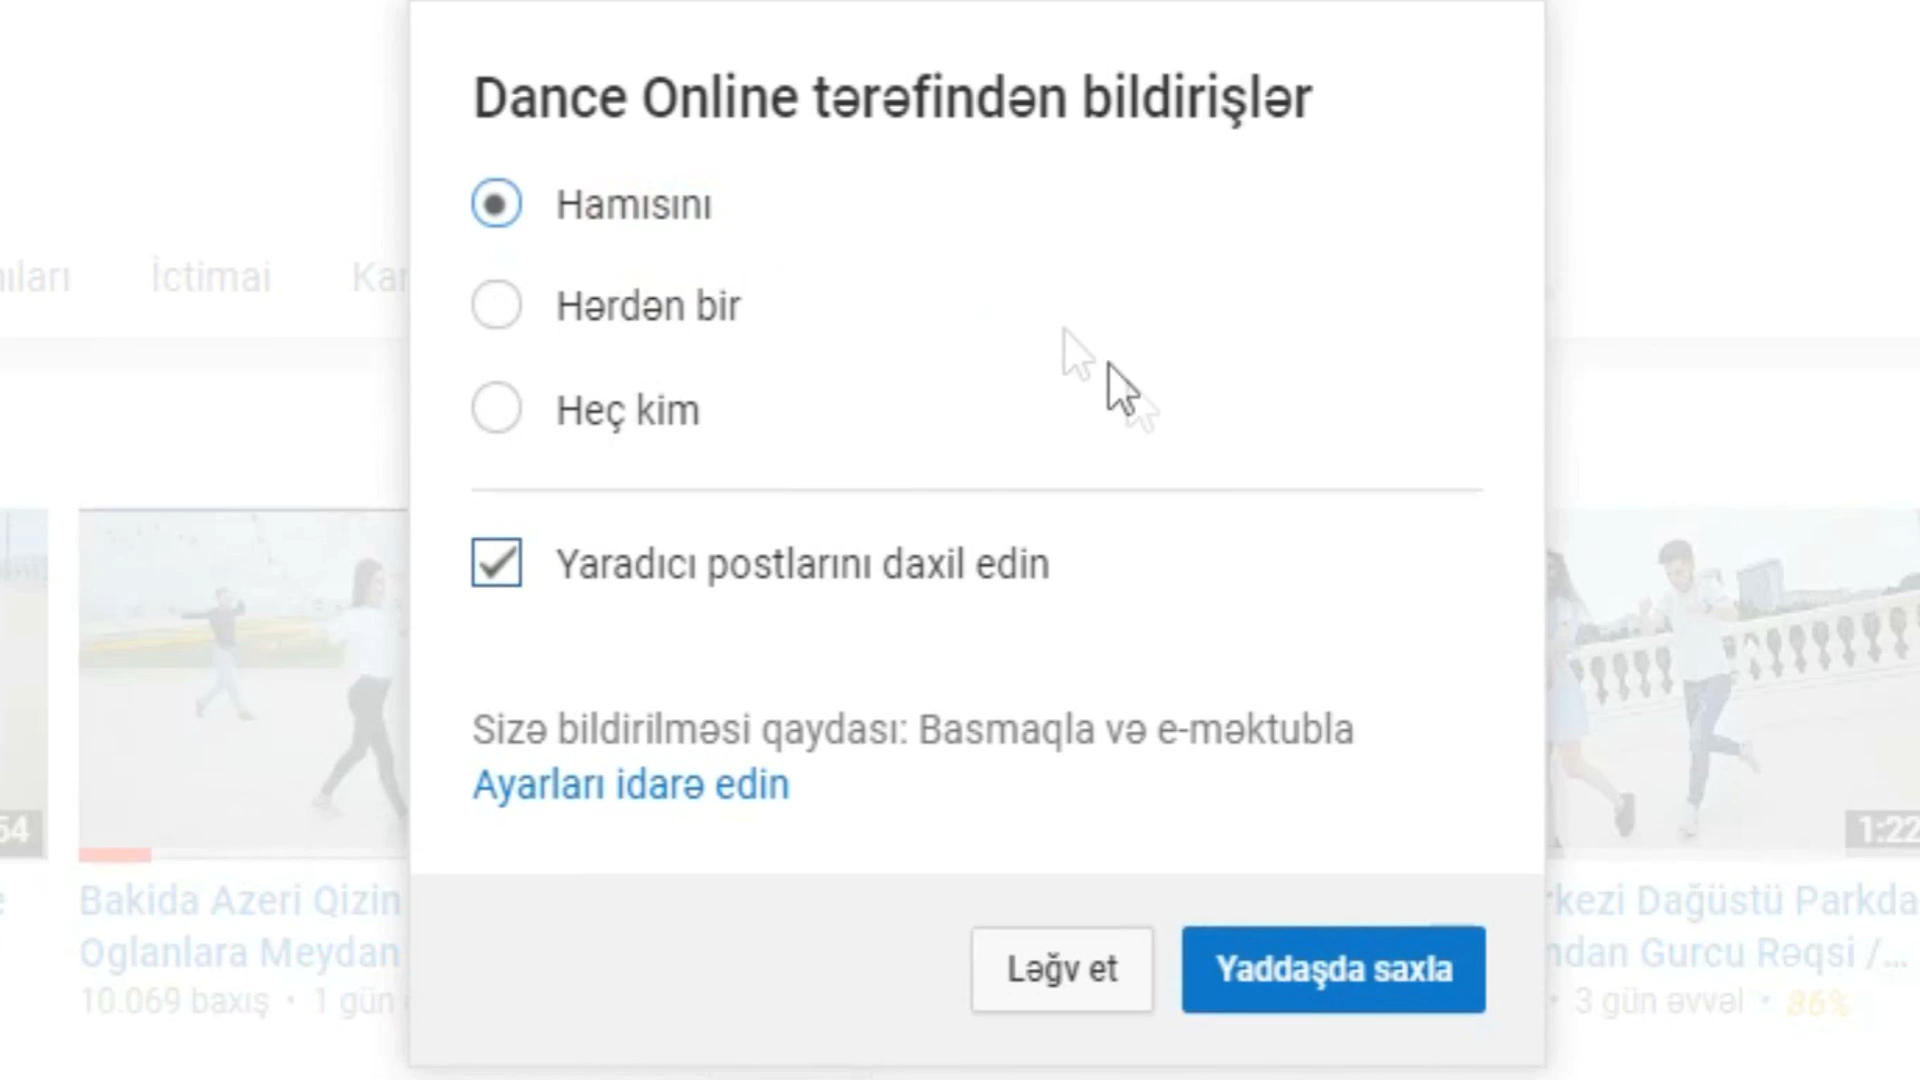 Dance Online tərəfindən bildirişlər
Hamısını
Hərdən bir
İctimai
Heç kim
Yaradıcı postlarını daxil edin
Sizə bildirilməsi qaydası: Basmaqla və e-məktubla
Ayarları idarə edin
54
1:22
Bakida Azeri Qizin
Oglanlara Meydan
10.069 baxış • 1 gün
Dağüstü Parkda
Gurcu Rəqsi /...
• 3 gün əvvəl • 86%
Ləğv et
Yaddaşda saxla